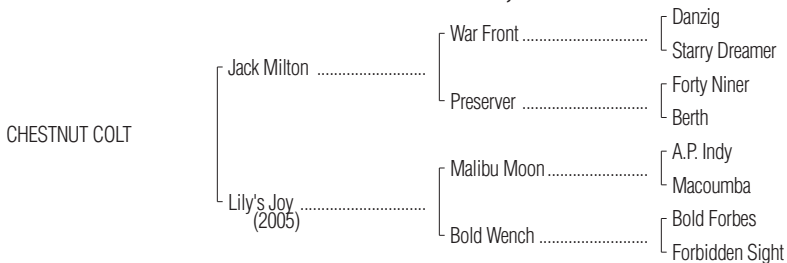 Danzig
War Front ..............................
Starry Dreamer
Jack Milton ..........................
Forty Niner
Preserver ..............................
Berth
CHESTNUT COLT
A.P. Indy
Malibu Moon........................
Macoumba
Lily's Joy ..............................
(2005)
Bold Forbes
Bold Wench ..........................
Forbidden Sight